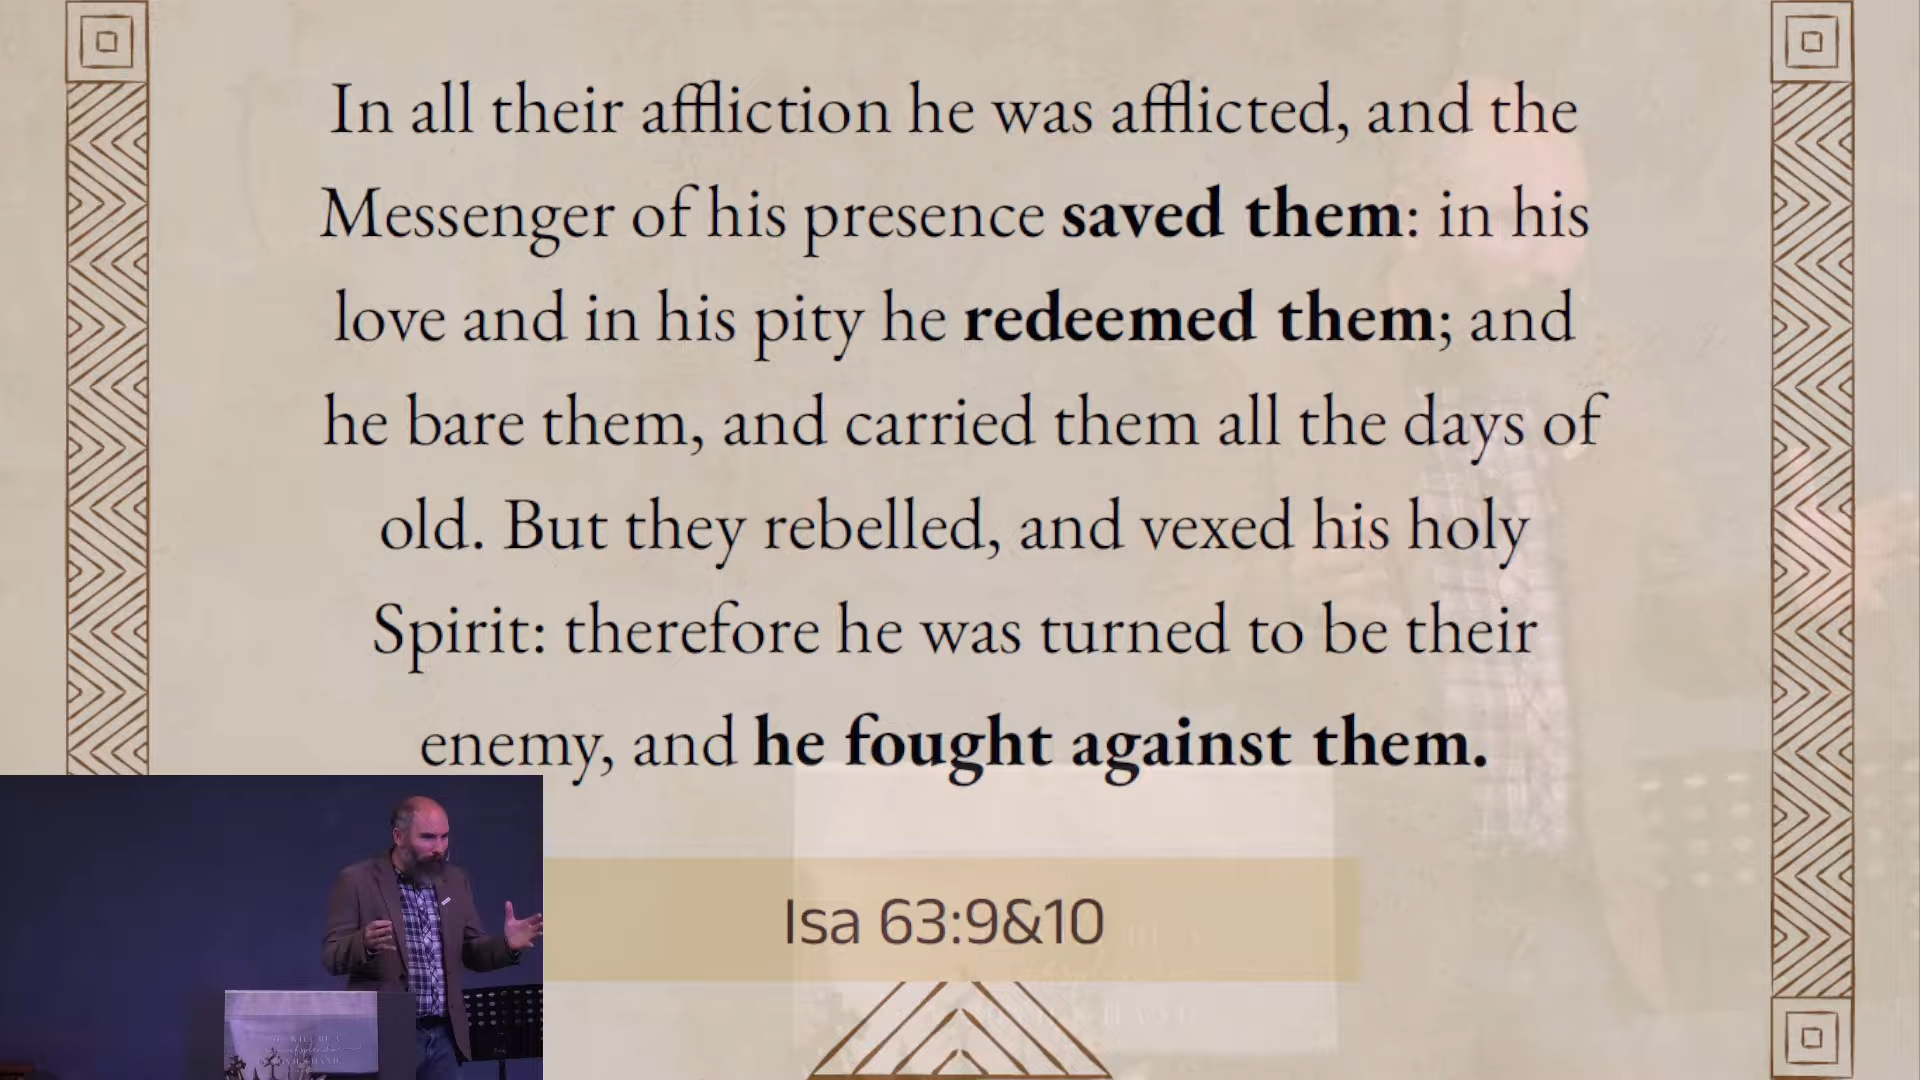 In all their affliction he was afflicted, and the
Messenger of his presence saved them: in his
love and in his pity he redeemed them; and
he bare them, and carried them all the days of
old. But they rebelled, and vexed his holy
Spirit: therefore he was turned to be their
enemy, and he fought against them.
Isa 63:9&10